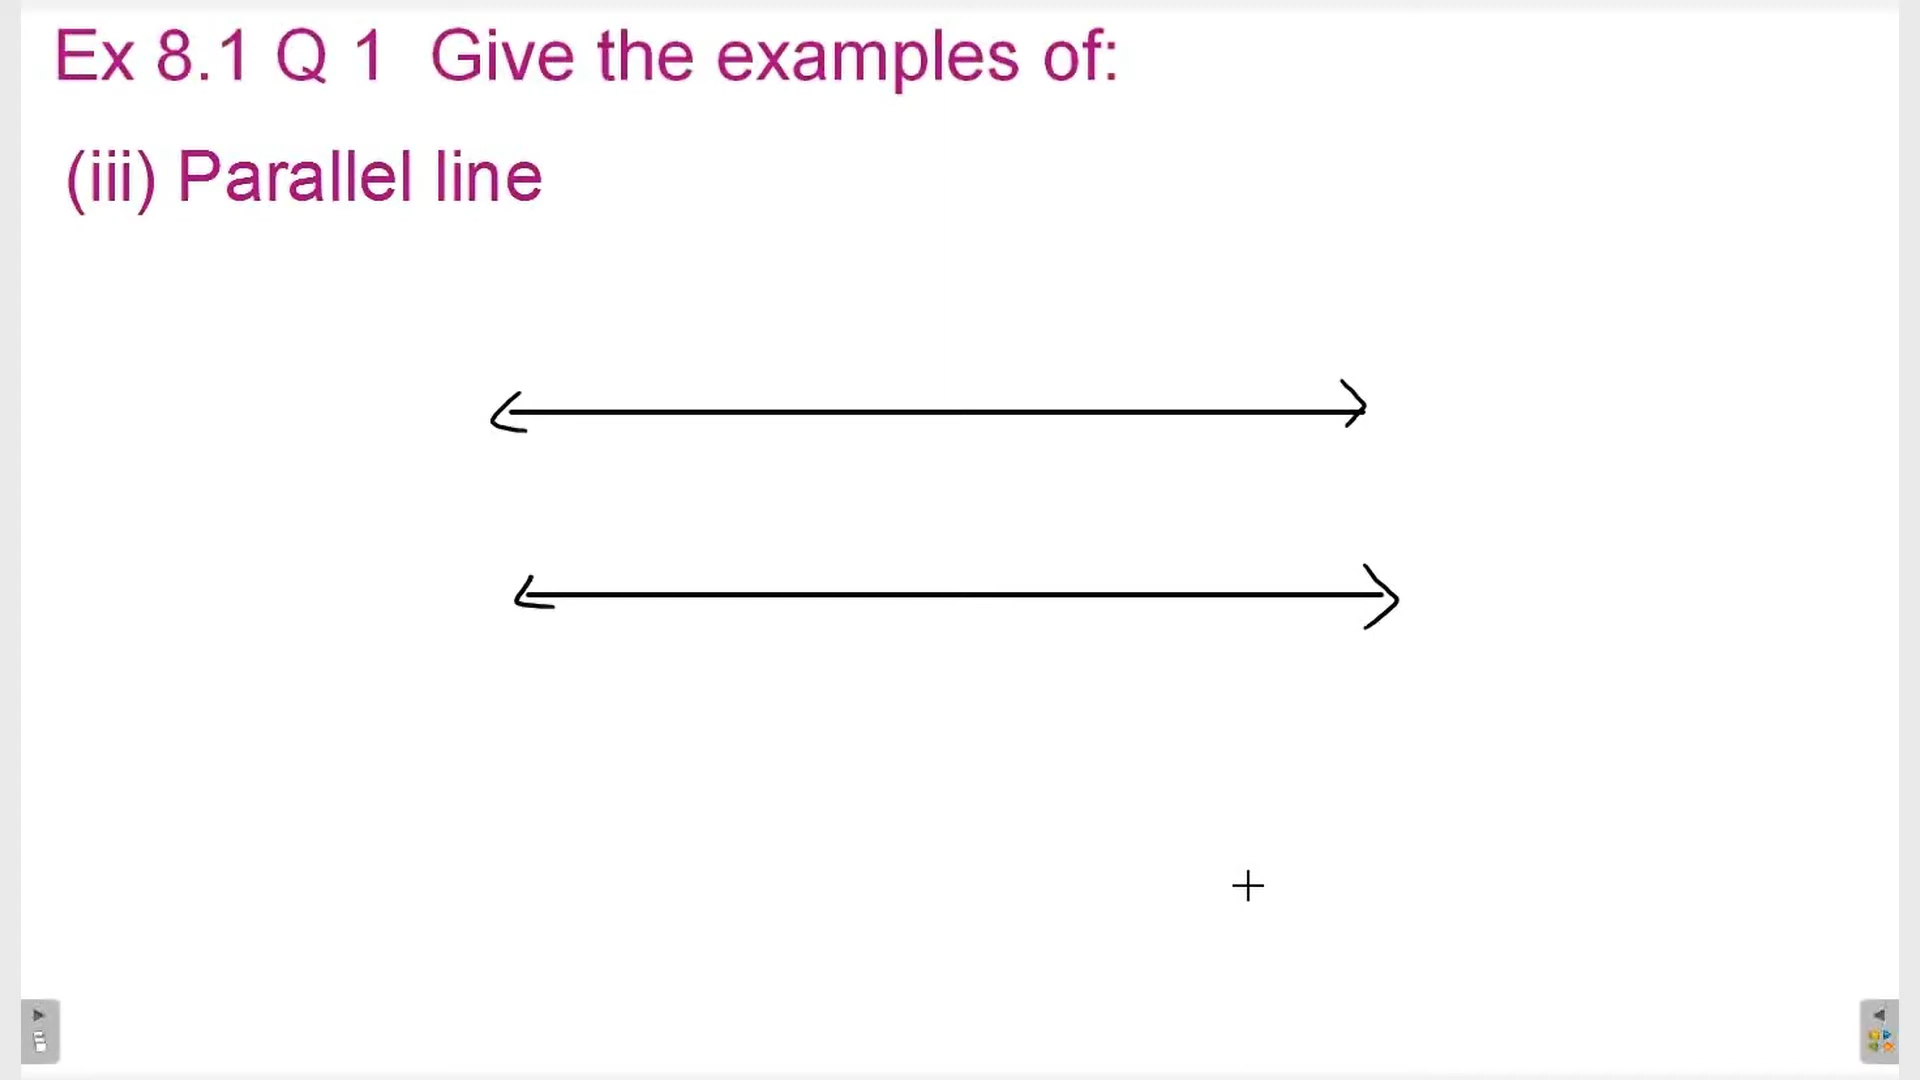 Ex 8.1 Q 1 Give the examples of:
(iii) Parallel line